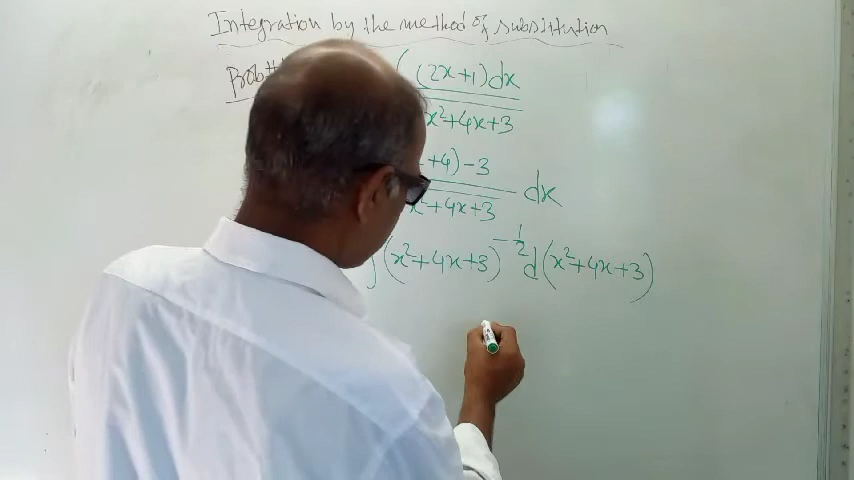 Integration by the method of substitution
Prob#
(2x+1)dx
x²+4x+3
+4)-3 dx
x²+4x+3
∫(x²+4x+3)^(-1/2) d(x²+4x+3)